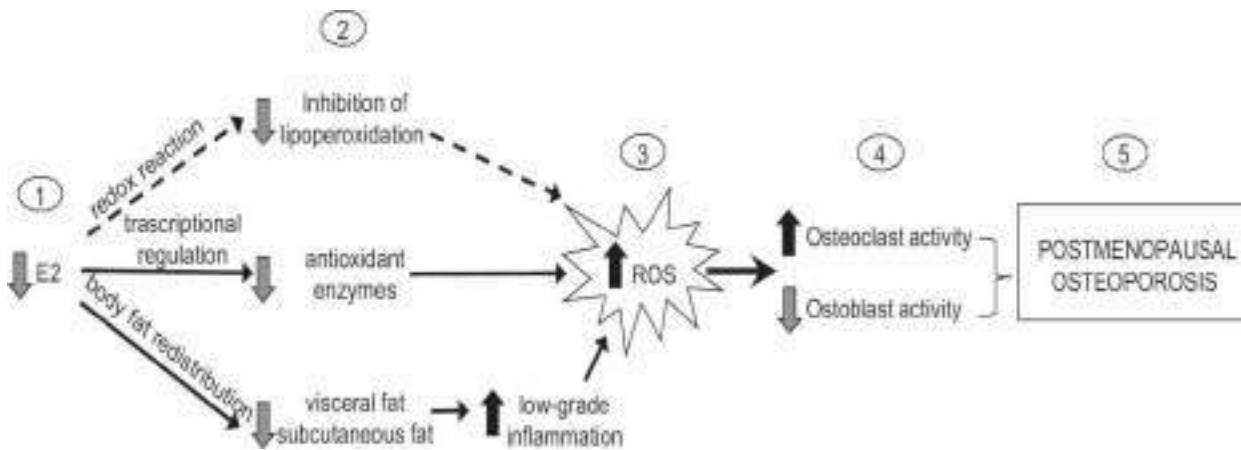 2
Inhibition of
lipoperoxidation
redox reaction
1
3
4
5
trascriptional
regulation
E2
antioxidant
enzymes
ROS
Osteoclast activity
Ostoblast activity
POSTMENOPAUSAL
OSTEOPOROSIS
body fat redistribution
visceral fat
subcutaneous fat
low-grade
inflammation